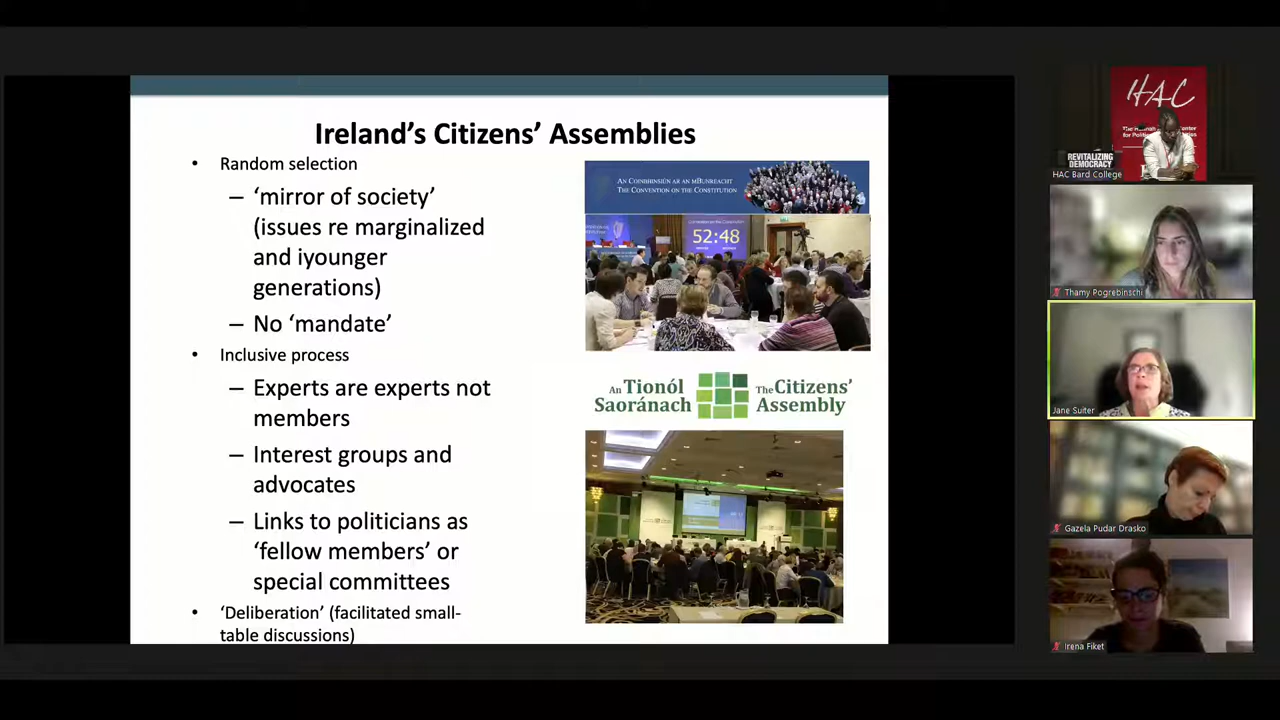 Ireland's Citizens' Assemblies
• Random selection
– 'mirror of society'
(issues re marginalized
and iyounger
generations)
– No 'mandate'
• Inclusive process
– Experts are experts not
members
– Interest groups and
advocates
– Links to politicians as
'fellow members' or
special committees
• 'Deliberation' (facilitated small-
table discussions)
AN COINBHINSIÚN AR AN MBUNREACHT
THE CONVENTION ON THE CONSTITUTION
52:48
An Tionól
Saoránach
The Citizens'
Assembly
HAC
REVITALIZING
DEMOCRACY
HAC Bard College
Thamy Pogrebinschi
Jane Suiter
Gazela Pudar Drasko
Irena Fiket